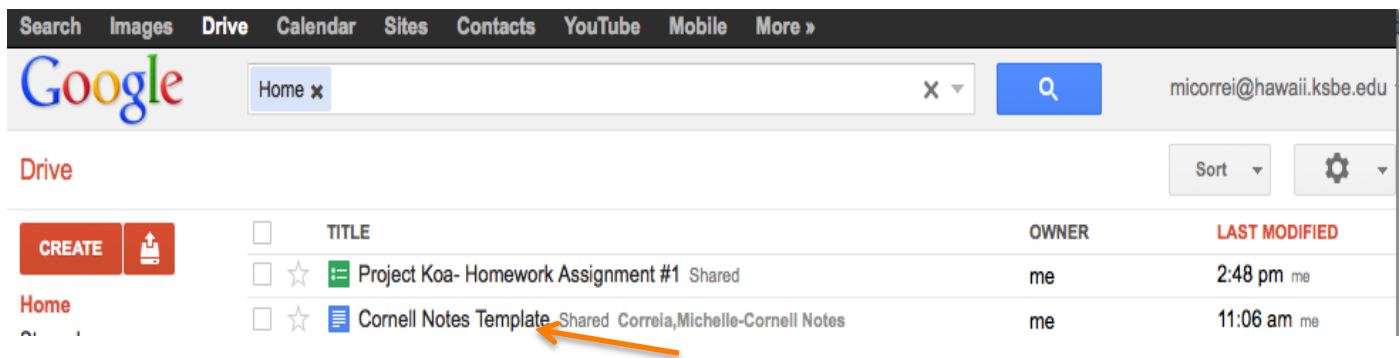 Search Images Drive Calendar Sites Contacts YouTube Mobile More »
Google Home x micorrei@hawaii.ksbe.edu
Drive Sort
CREATE TITLE OWNER LAST MODIFIED
Project Koa- Homework Assignment #1 Shared me 2:48 pm me
Home
Cornell Notes Template Shared Correia,Michelle-Cornell Notes me 11:06 am me